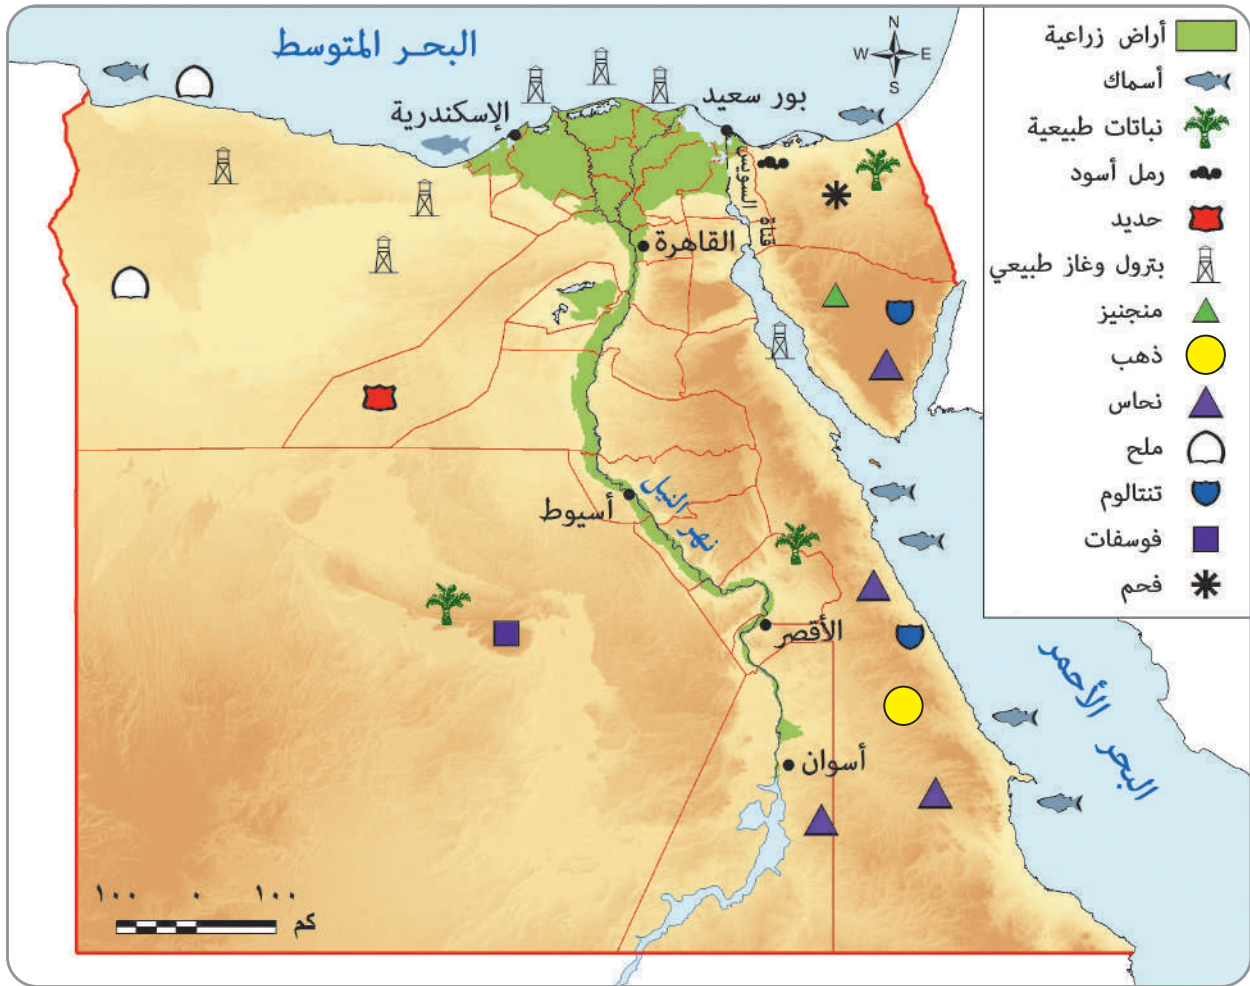 البحر المتوسط
N
W E
S
الإسكندرية
بور سعيد
قناة السويس
القاهرة
أسيوط
نهر النيل
الأقصر
أسوان
البحر الأحمر
١٠٠ ٠ ١٠٠
كم
أراض زراعية
أسماك
نباتات طبيعية
رمل أسود
حديد
بترول وغاز طبيعي
منجنيز
ذهب
نحاس
ملح
تنتالوم
فوسفات
فحم